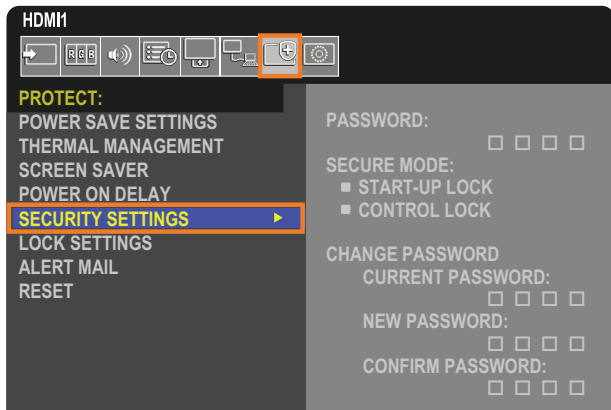 HDMI1
R G B
PROTECT:
POWER SAVE SETTINGS
THERMAL MANAGEMENT
SCREEN SAVER
POWER ON DELAY
SECURITY SETTINGS
LOCK SETTINGS
ALERT MAIL
RESET
PASSWORD:
SECURE MODE:
START-UP LOCK
CONTROL LOCK
CHANGE PASSWORD
CURRENT PASSWORD:
NEW PASSWORD:
CONFIRM PASSWORD: